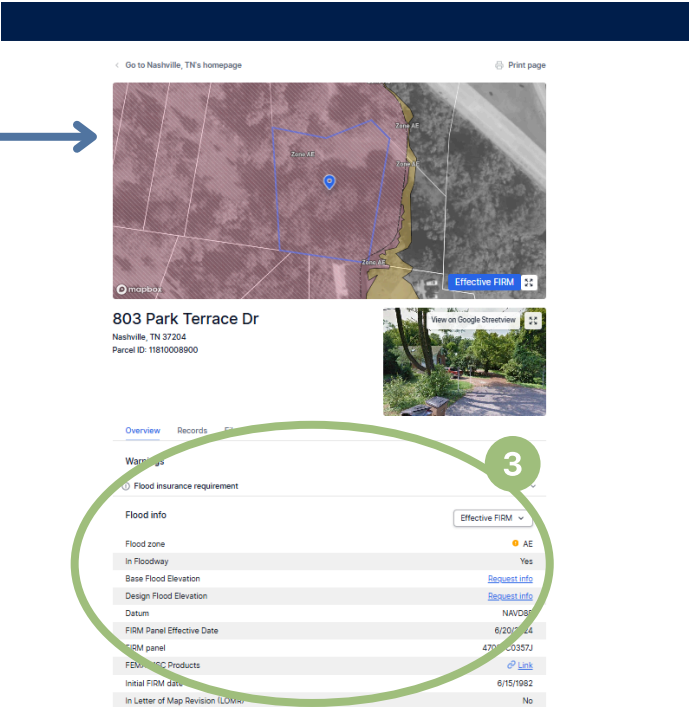 Go to Nashville, TN's homepage
Print page
Zone AE
Zone AE
Zone AE
Zone AE
mapbox
Effective FIRM
803 Park Terrace Dr
Nashville, TN 37204
Parcel ID: 11810008900
View on Google Streetview
Overview Records
Warnings
3
Flood insurance requirement
Flood info
Effective FIRM
Flood zone AE
In Floodway Yes
Base Flood Elevation Request info
Design Flood Elevation Request info
Datum
FIRM Panel Effective Date
FIRM panel
Products Link
Initial FIRM date 6/15/1982
In Letter of Map Revision (LOMR) No